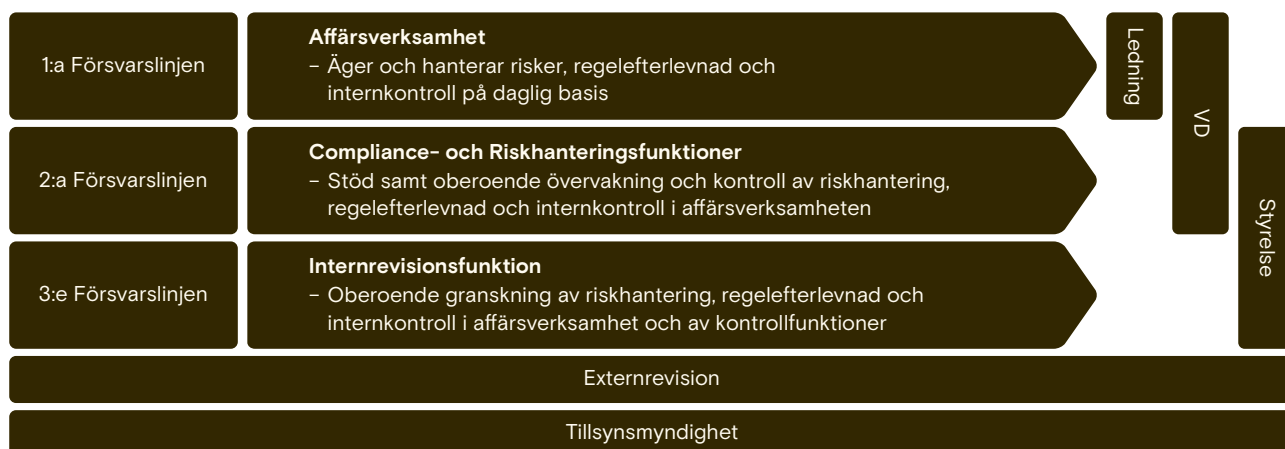 1:a Försvarslinjen
Affärsverksamhet
– Äger och hanterar risker, regelefterlevnad och
internkontroll på daglig basis
Ledning
VD
2:a Försvarslinjen
Compliance- och Riskhanteringsfunktioner
– Stöd samt oberoende övervakning och kontroll av riskhantering,
regelefterlevnad och internkontroll i affärsverksamheten
Styrelse
3:e Försvarslinjen
Internrevisionsfunktion
– Oberoende granskning av riskhantering, regelefterlevnad och
internkontroll i affärsverksamhet och av kontrollfunktioner
Externrevision
Tillsynsmyndighet